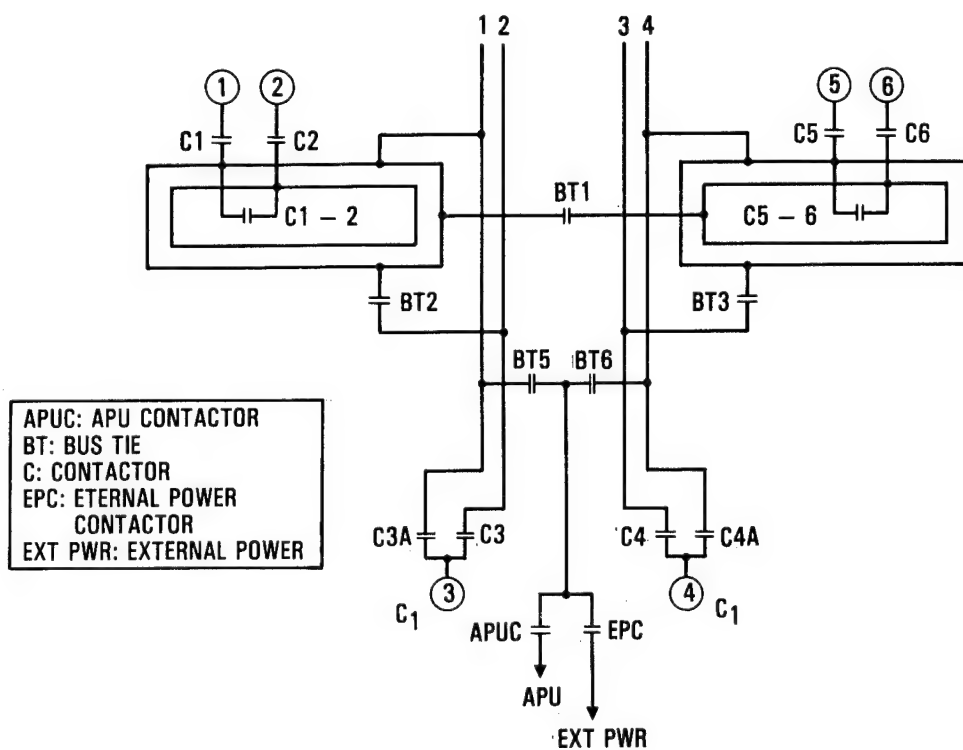 1 2 3 4
1 2 5 6
C1 C2 C5 C6
C1 – 2 BT1 C5 – 6
BT2 BT3
BT5 BT6
APUC: APU CONTACTOR
BT: BUS TIE
C: CONTACTOR
EPC: ETERNAL POWER
CONTACTOR
EXT PWR: EXTERNAL POWER
C3A C3 C4 C4A
3 4
C1 C1
APUC EPC
APU
EXT PWR